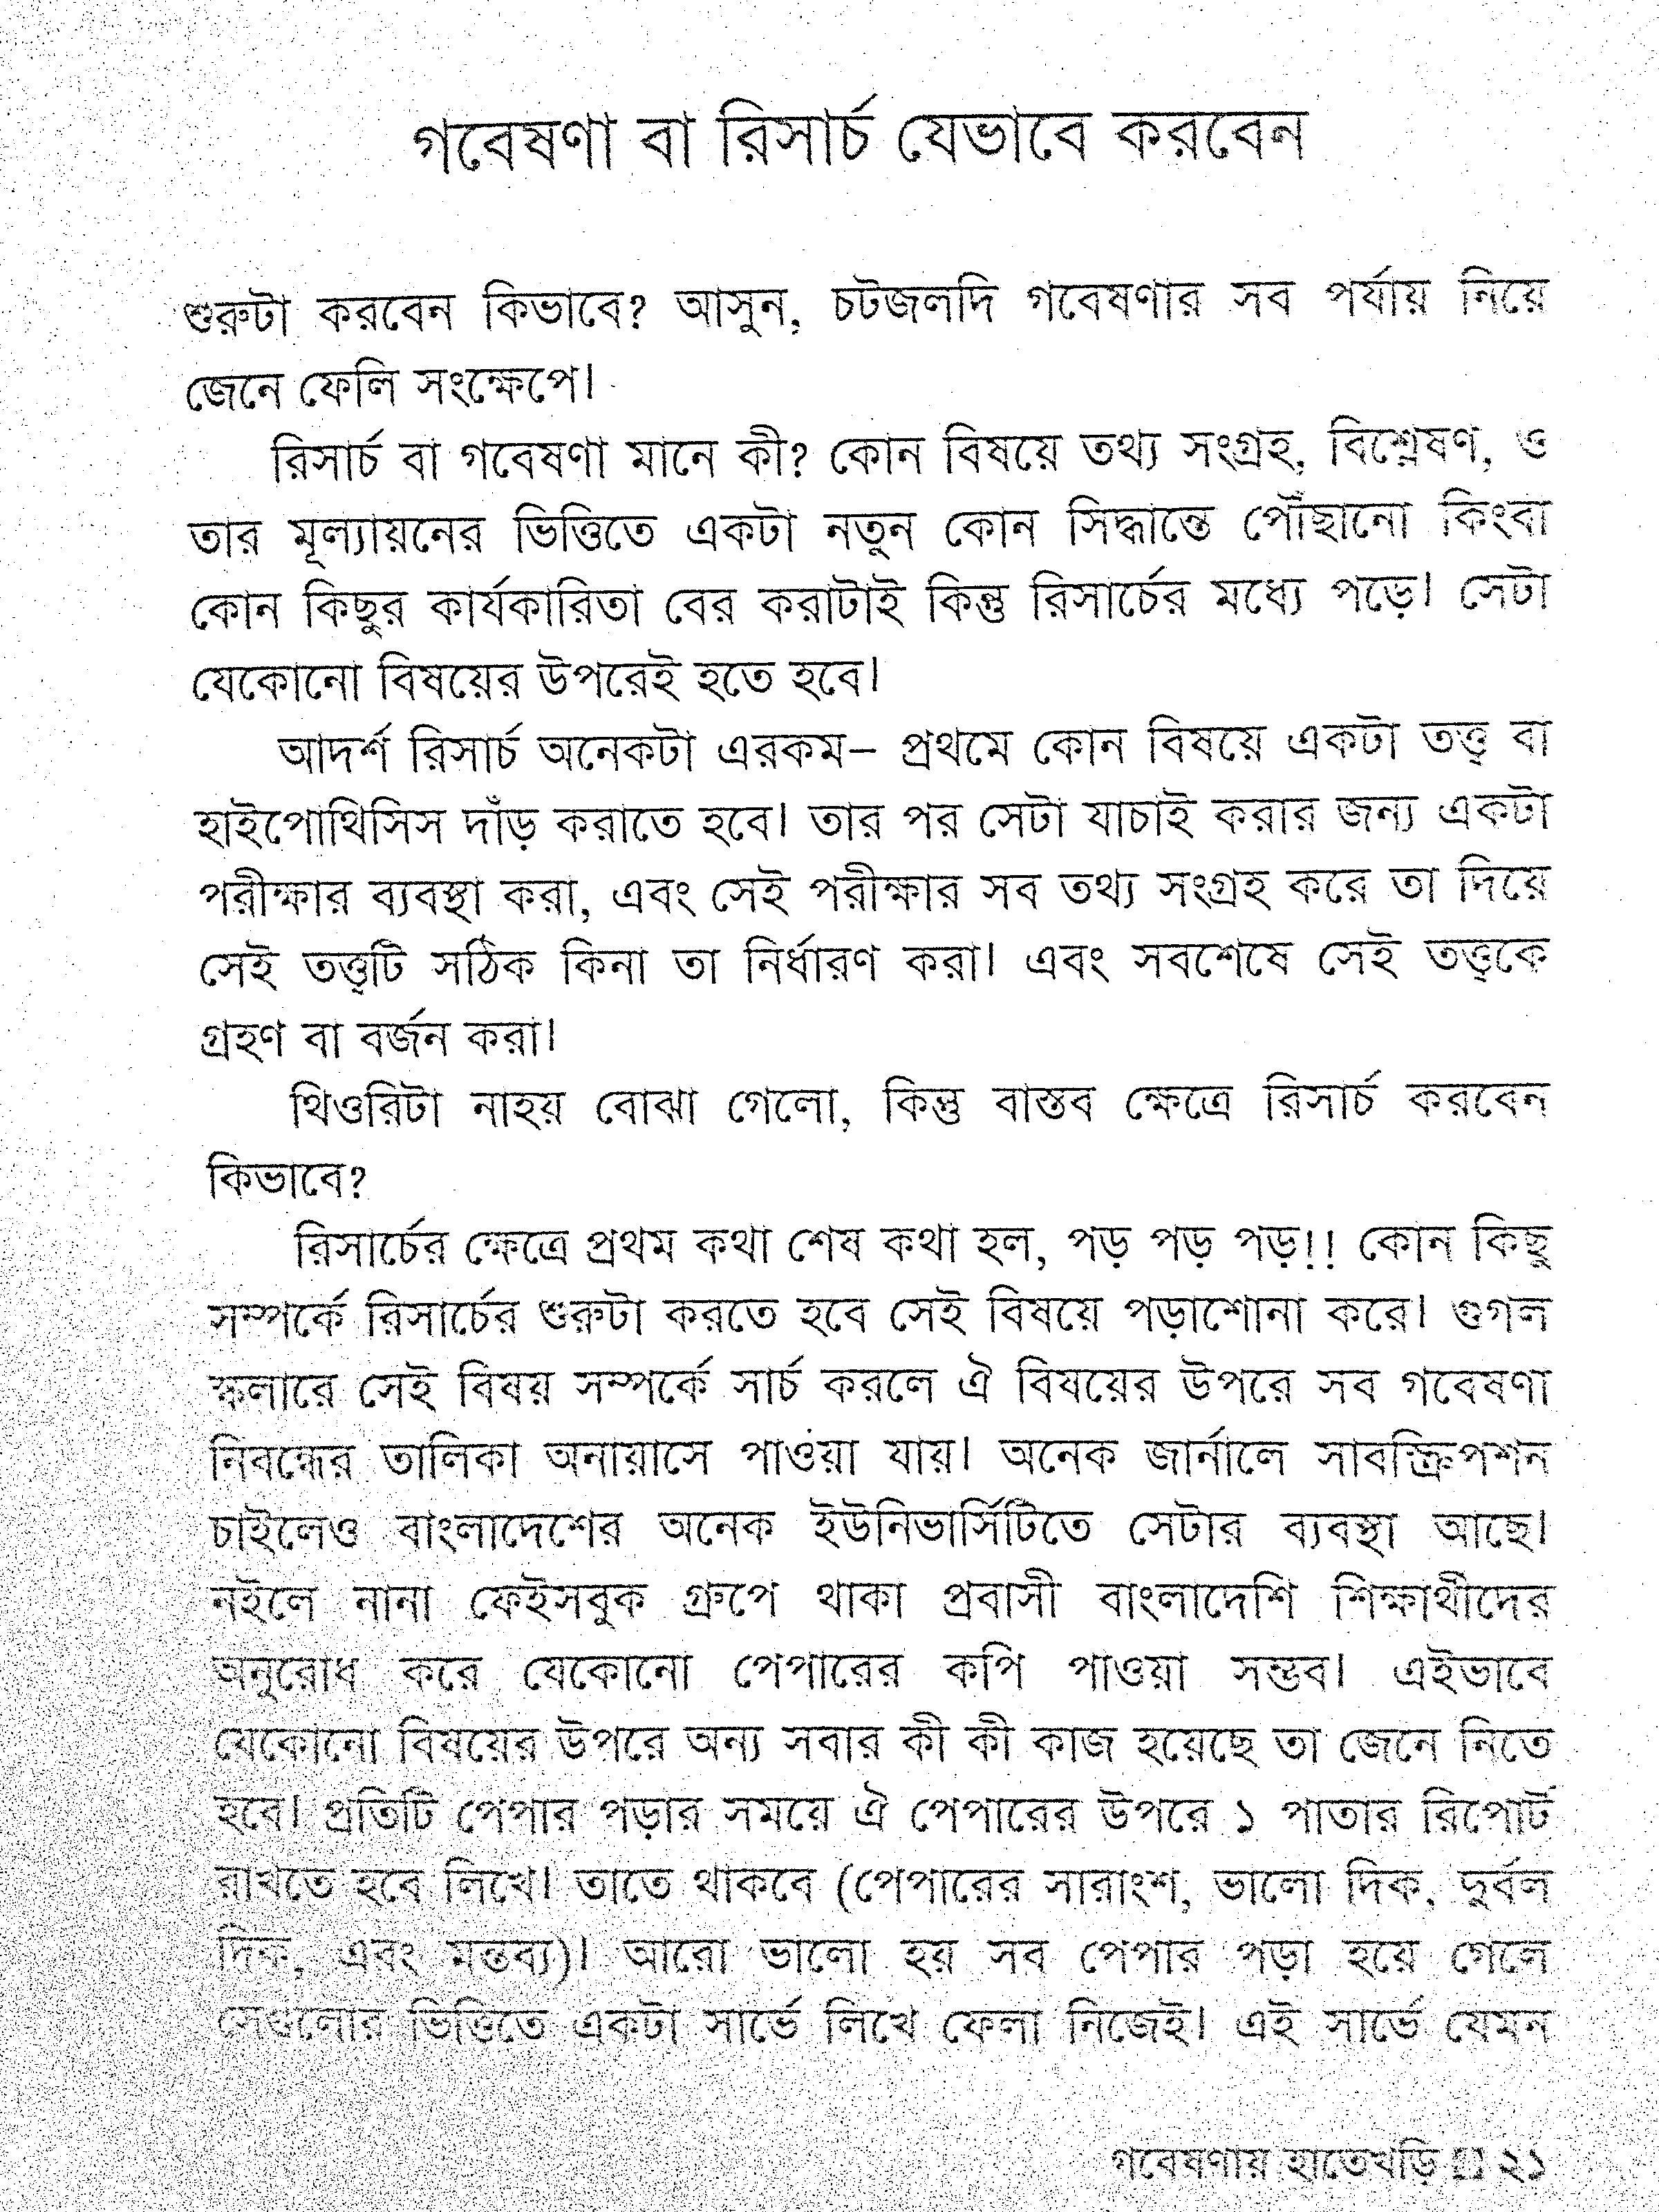 গবেষণা বা রিসার্চ যেভাবে করবেন
শুরুটা করবেন কিভাবে? আসুন, চটজলদি গবেষণার সব পর্যায় নিয়ে
জেনে ফেলি সংক্ষেপে।
রিসার্চ বা গবেষণা মানে কী? কোন বিষয়ে তথ্য সংগ্রহ, বিশ্লেষণ, ও
তার মূল্যায়নের ভিত্তিতে একটা নতুন কোন সিদ্ধান্তে পৌঁছানো কিংবা
কোন কিছুর কার্যকারিতা বের করাটাই কিন্তু রিসার্চের মধ্যে পড়ে। সেটা
যেকোনো বিষয়ের উপরেই হতে হবে।
আদর্শ রিসার্চ অনেকটা এরকম– প্রথমে কোন বিষয়ে একটা তত্ত্ব বা
হাইপোথিসিস দাঁড় করাতে হবে। তার পর সেটা যাচাই করার জন্য একটা
পরীক্ষার ব্যবস্থা করা, এবং সেই পরীক্ষার সব তথ্য সংগ্রহ করে তা দিয়ে
সেই তত্ত্বটি সঠিক কিনা তা নির্ধারণ করা। এবং সবশেষে সেই তত্ত্বকে
গ্রহণ বা বর্জন করা।
থিওরিটা নাহয় বোঝা গেলো, কিন্তু বাস্তব ক্ষেত্রে রিসার্চ করবেন
কিভাবে?
রিসার্চের ক্ষেত্রে প্রথম কথা শেষ কথা হল, পড় পড় পড়!! কোন কিছু
সম্পর্কে রিসার্চের শুরুটা করতে হবে সেই বিষয়ে পড়াশোনা করে। গুগল
স্কলারে সেই বিষয় সম্পর্কে সার্চ করলে ঐ বিষয়ের উপরে সব গবেষণা
নিবন্ধের তালিকা অনায়াসে পাওয়া যায়। অনেক জার্নালে সাবস্ক্রিপশন
চাইলেও বাংলাদেশের অনেক ইউনিভার্সিটিতে সেটার ব্যবস্থা আছে।
নইলে নানা ফেইসবুক গ্রুপে থাকা প্রবাসী বাংলাদেশি শিক্ষার্থীদের
অনুরোধ করে যেকোনো পেপারের কপি পাওয়া সম্ভব। এইভাবে
যেকোনো বিষয়ের উপরে অন্য সবার কী কী কাজ হয়েছে তা জেনে নিতে
হবে। প্রতিটি পেপার পড়ার সময়ে ঐ পেপারের উপরে ১ পাতার রিপোর্ট
রাখতে হবে লিখে। তাতে থাকবে (পেপারের সারাংশ, ভালো দিক, দুর্বল
দিক, এবং মন্তব্য)। আরো ভালো হয় সব পেপার পড়া হয়ে গেলে
সেগুলোর ভিত্তিতে একটা সার্ভে লিখে ফেলা নিজেই। এই সার্ভে যেমন
গবেষণায় হাতেখড়ি ২১